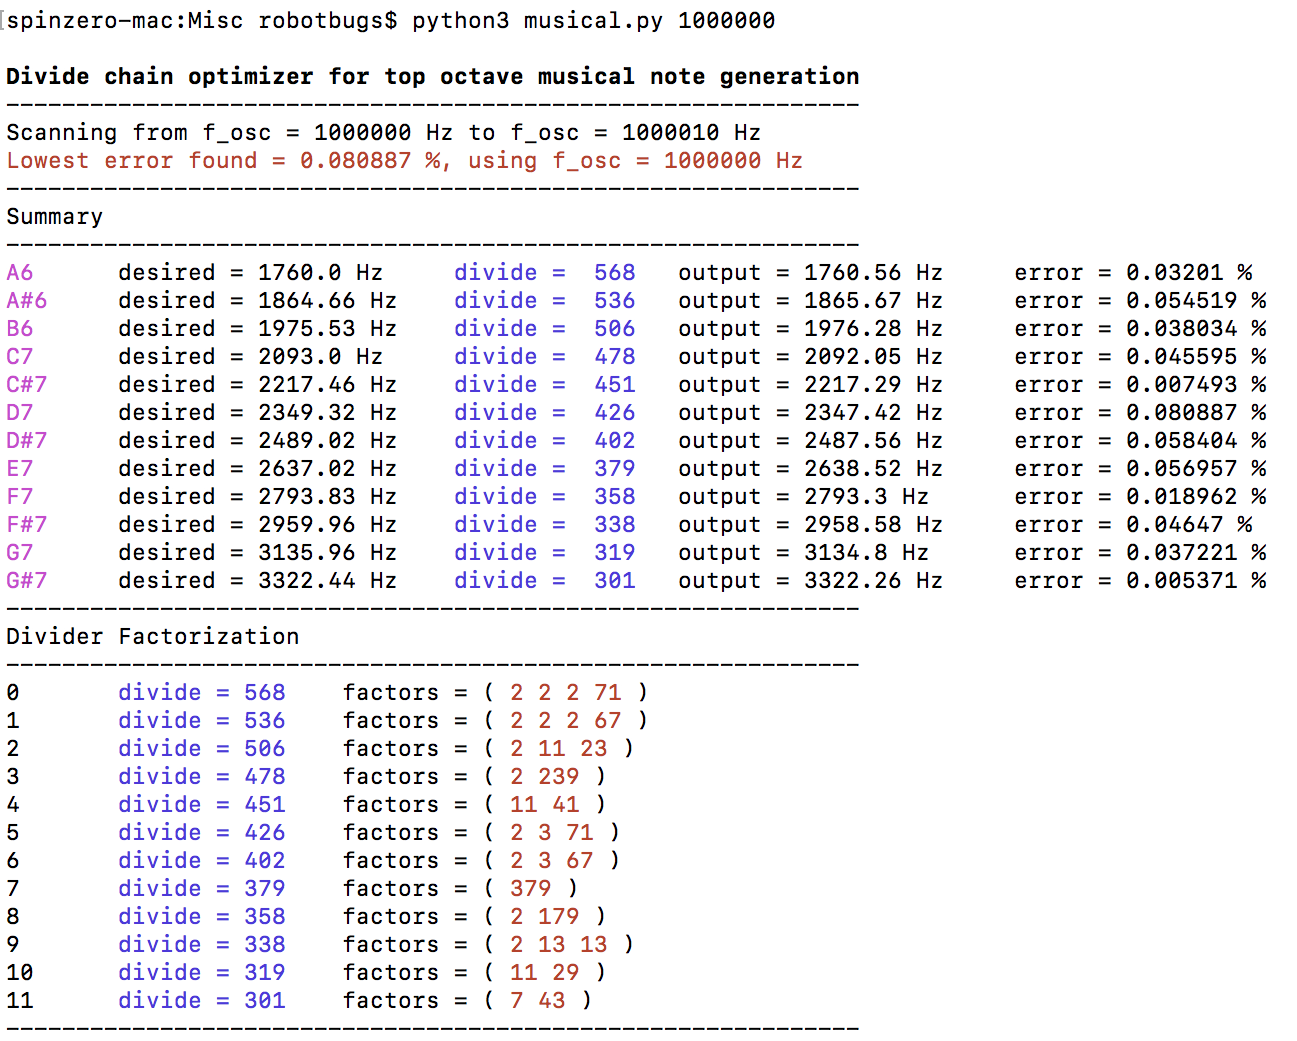 spinzero-mac:Misc robotbugs$ python3 musical.py 1000000
Divide chain optimizer for top octave musical note generation
-------------------------------------------------------------
Scanning from f_osc = 1000000 Hz to f_osc = 1000010 Hz
Lowest error found = 0.080887 %, using f_osc = 1000000 Hz
-------------------------------------------------------------
Summary
-------------------------------------------------------------
A6 desired = 1760.0 Hz divide = 568 output = 1760.56 Hz error = 0.03201 %
A#6 desired = 1864.66 Hz divide = 536 output = 1865.67 Hz error = 0.054519 %
B6 desired = 1975.53 Hz divide = 506 output = 1976.28 Hz error = 0.038034 %
C7 desired = 2093.0 Hz divide = 478 output = 2092.05 Hz error = 0.045595 %
C#7 desired = 2217.46 Hz divide = 451 output = 2217.29 Hz error = 0.007493 %
D7 desired = 2349.32 Hz divide = 426 output = 2347.42 Hz error = 0.080887 %
D#7 desired = 2489.02 Hz divide = 402 output = 2487.56 Hz error = 0.058404 %
E7 desired = 2637.02 Hz divide = 379 output = 2638.52 Hz error = 0.056957 %
F7 desired = 2793.83 Hz divide = 358 output = 2793.3 Hz error = 0.018962 %
F#7 desired = 2959.96 Hz divide = 338 output = 2958.58 Hz error = 0.04647 %
G7 desired = 3135.96 Hz divide = 319 output = 3134.8 Hz error = 0.037221 %
G#7 desired = 3322.44 Hz divide = 301 output = 3322.26 Hz error = 0.005371 %
-------------------------------------------------------------
Divider Factorization
-------------------------------------------------------------
0 divide = 568 factors = ( 2 2 2 71 )
1 divide = 536 factors = ( 2 2 2 67 )
2 divide = 506 factors = ( 2 11 23 )
3 divide = 478 factors = ( 2 239 )
4 divide = 451 factors = ( 11 41 )
5 divide = 426 factors = ( 2 3 71 )
6 divide = 402 factors = ( 2 3 67 )
7 divide = 379 factors = ( 379 )
8 divide = 358 factors = ( 2 179 )
9 divide = 338 factors = ( 2 13 13 )
10 divide = 319 factors = ( 11 29 )
11 divide = 301 factors = ( 7 43 )
-------------------------------------------------------------